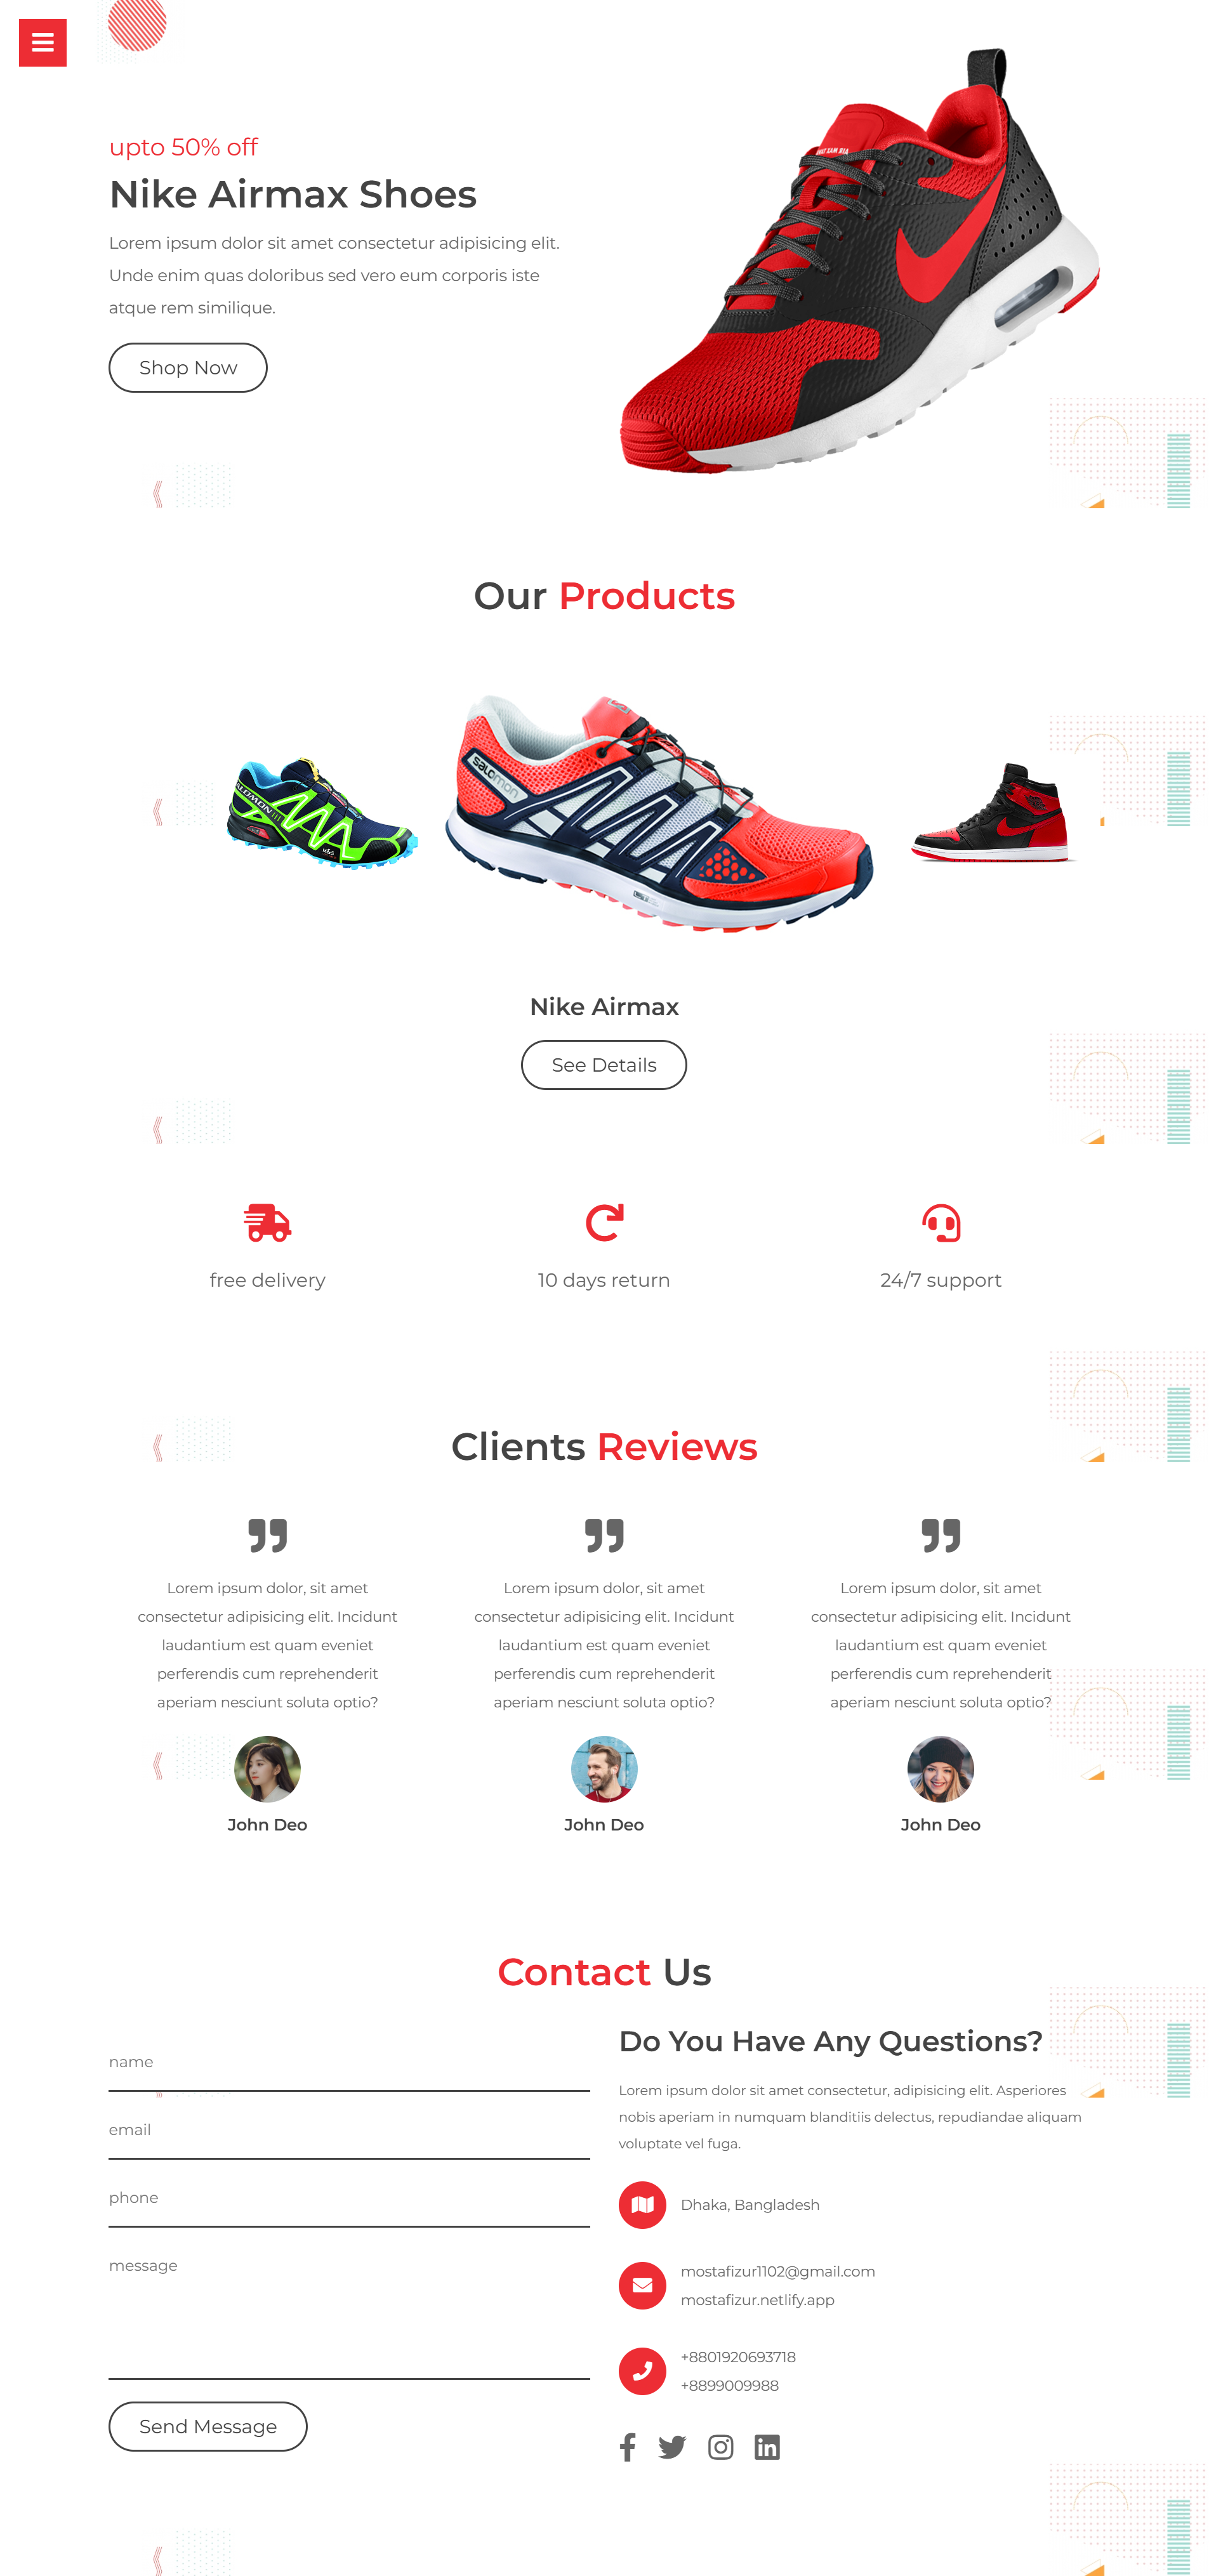 upto 50% off
Nike Airmax Shoes
Lorem ipsum dolor sit amet consectetur adipisicing elit.
Unde enim quas doloribus sed vero eum corporis iste
atque rem similique.
Shop Now
Our Products
SALOMON
salomon
Nike Airmax
See Details
free delivery
10 days return
24/7 support
Clients Reviews
Lorem ipsum dolor, sit amet
consectetur adipisicing elit. Incidunt
laudantium est quam eveniet
perferendis cum reprehenderit
aperiam nesciunt soluta optio?
John Deo
Lorem ipsum dolor, sit amet
consectetur adipisicing elit. Incidunt
laudantium est quam eveniet
perferendis cum reprehenderit
aperiam nesciunt soluta optio?
John Deo
Lorem ipsum dolor, sit amet
consectetur adipisicing elit. Incidunt
laudantium est quam eveniet
perferendis cum reprehenderit
aperiam nesciunt soluta optio?
John Deo
Contact Us
name
email
phone
message
Send Message
Do You Have Any Questions?
Lorem ipsum dolor sit amet consectetur, adipisicing elit. Asperiores
nobis aperiam in numquam blanditiis delectus, repudiandae aliquam
voluptate vel fuga.
Dhaka, Bangladesh
mostafizur1102@gmail.com
mostafizur.netlify.app
+8801920693718
+8899009988